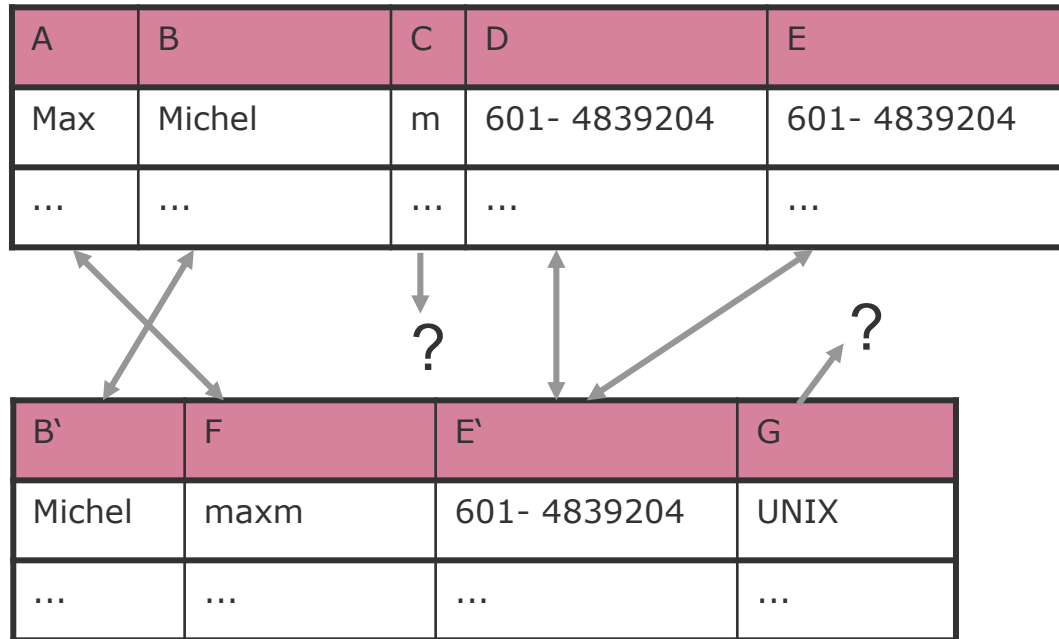 A B C D E
Max Michel m 601- 4839204 601- 4839204
... ... ... ... ...
? ?
B‘ F E‘ G
Michel maxm 601- 4839204 UNIX
... ... ... ...